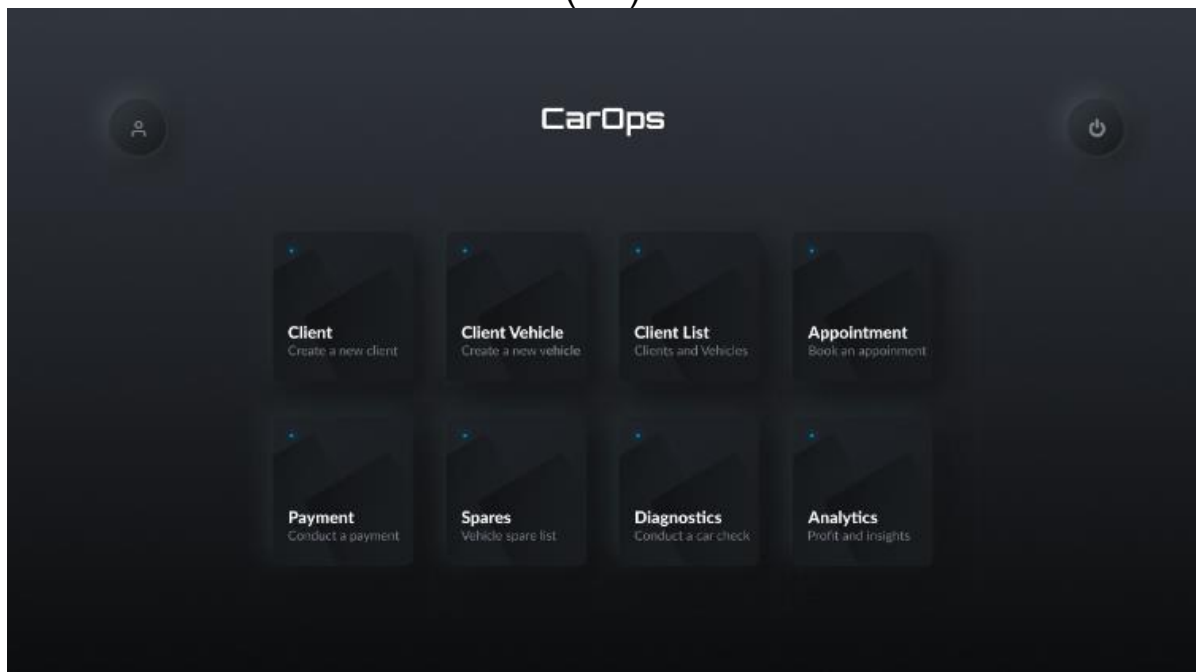 CarOps
Client
Create a new client
Client Vehicle
Create a new vehicle
Client List
Clients and Vehicles
Appointment
Book an appoinment
Payment
Conduct a payment
Spares
Vehicle spare list
Diagnostics
Conduct a car check
Analytics
Profit and insights